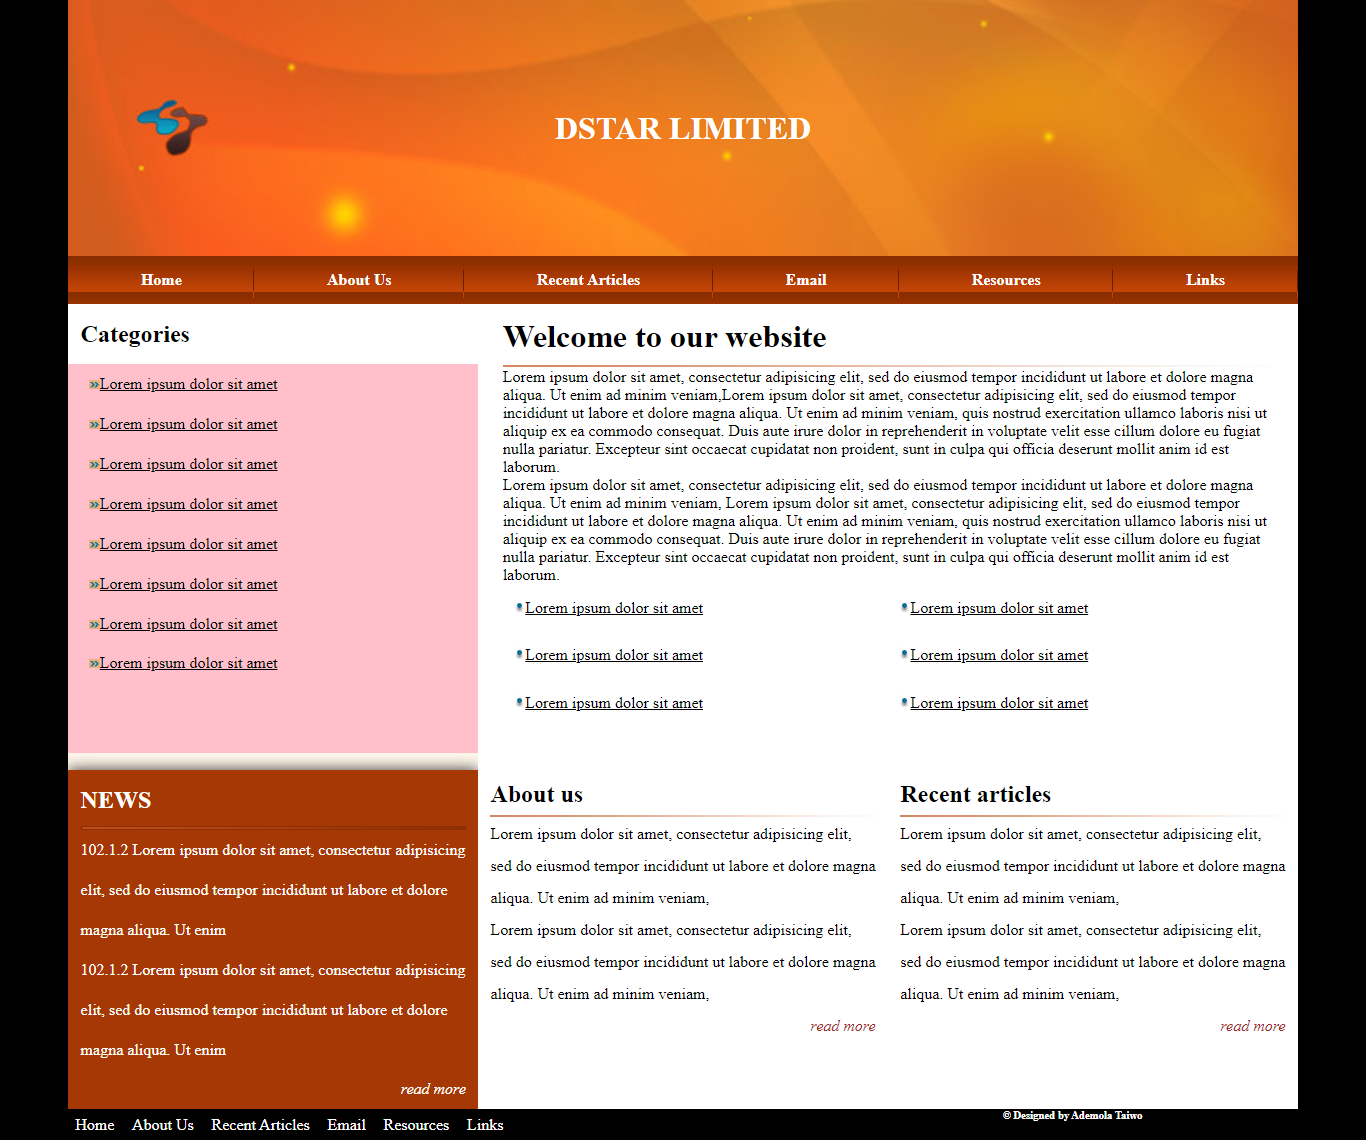 DSTAR LIMITED
Home
About Us
Recent Articles
Email
Resources
Links
Categories
Lorem ipsum dolor sit amet
Lorem ipsum dolor sit amet
Lorem ipsum dolor sit amet
Lorem ipsum dolor sit amet
Lorem ipsum dolor sit amet
Lorem ipsum dolor sit amet
Lorem ipsum dolor sit amet
Lorem ipsum dolor sit amet
Welcome to our website
Lorem ipsum dolor sit amet, consectetur adipisicing elit, sed do eiusmod tempor incididunt ut labore et dolore magna
aliqua. Ut enim ad minim veniam,Lorem ipsum dolor sit amet, consectetur adipisicing elit, sed do eiusmod tempor
incididunt ut labore et dolore magna aliqua. Ut enim ad minim veniam, quis nostrud exercitation ullamco laboris nisi ut
aliquip ex ea commodo consequat. Duis aute irure dolor in reprehenderit in voluptate velit esse cillum dolore eu fugiat
nulla pariatur. Excepteur sint occaecat cupidatat non proident, sunt in culpa qui officia deserunt mollit anim id est
laborum.
Lorem ipsum dolor sit amet, consectetur adipisicing elit, sed do eiusmod tempor incididunt ut labore et dolore magna
aliqua. Ut enim ad minim veniam, Lorem ipsum dolor sit amet, consectetur adipisicing elit, sed do eiusmod tempor
incididunt ut labore et dolore magna aliqua. Ut enim ad minim veniam, quis nostrud exercitation ullamco laboris nisi ut
aliquip ex ea commodo consequat. Duis aute irure dolor in reprehenderit in voluptate velit esse cillum dolore eu fugiat
nulla pariatur. Excepteur sint occaecat cupidatat non proident, sunt in culpa qui officia deserunt mollit anim id est
laborum.
Lorem ipsum dolor sit amet
Lorem ipsum dolor sit amet
Lorem ipsum dolor sit amet
Lorem ipsum dolor sit amet
Lorem ipsum dolor sit amet
Lorem ipsum dolor sit amet
NEWS
102.1.2 Lorem ipsum dolor sit amet, consectetur adipisicing
elit, sed do eiusmod tempor incididunt ut labore et dolore
magna aliqua. Ut enim
102.1.2 Lorem ipsum dolor sit amet, consectetur adipisicing
elit, sed do eiusmod tempor incididunt ut labore et dolore
magna aliqua. Ut enim
read more
About us
Lorem ipsum dolor sit amet, consectetur adipisicing elit,
sed do eiusmod tempor incididunt ut labore et dolore magna
aliqua. Ut enim ad minim veniam,
Lorem ipsum dolor sit amet, consectetur adipisicing elit,
sed do eiusmod tempor incididunt ut labore et dolore magna
aliqua. Ut enim ad minim veniam,
read more
Recent articles
Lorem ipsum dolor sit amet, consectetur adipisicing elit,
sed do eiusmod tempor incididunt ut labore et dolore magna
aliqua. Ut enim ad minim veniam,
Lorem ipsum dolor sit amet, consectetur adipisicing elit,
sed do eiusmod tempor incididunt ut labore et dolore magna
aliqua. Ut enim ad minim veniam,
read more
Home About Us Recent Articles Email Resources Links
© Designed by Ademola Taiwo